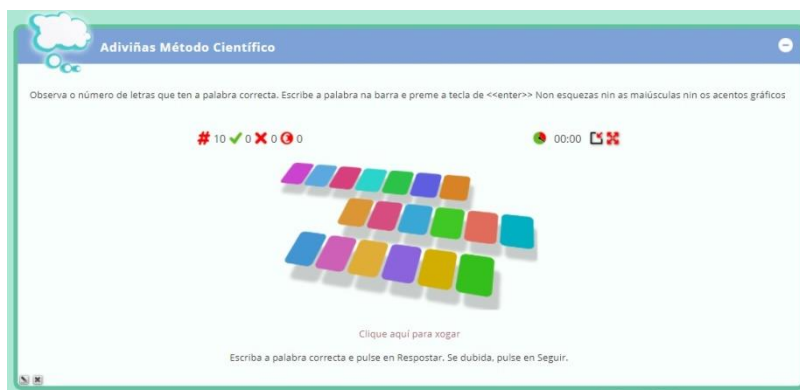 Adiviñas Método Científico
Observa o número de letras que ten a palabra correcta. Escribe a palabra na barra e preme a tecla de <<enter>> Non esquezas nin as maiúsculas nin os acentos gráficos
# 10 0 0 0 00:00
Clique aquí para xogar
Escriba a palabra correcta e pulse en Respostar. Se dubida, pulse en Seguir.